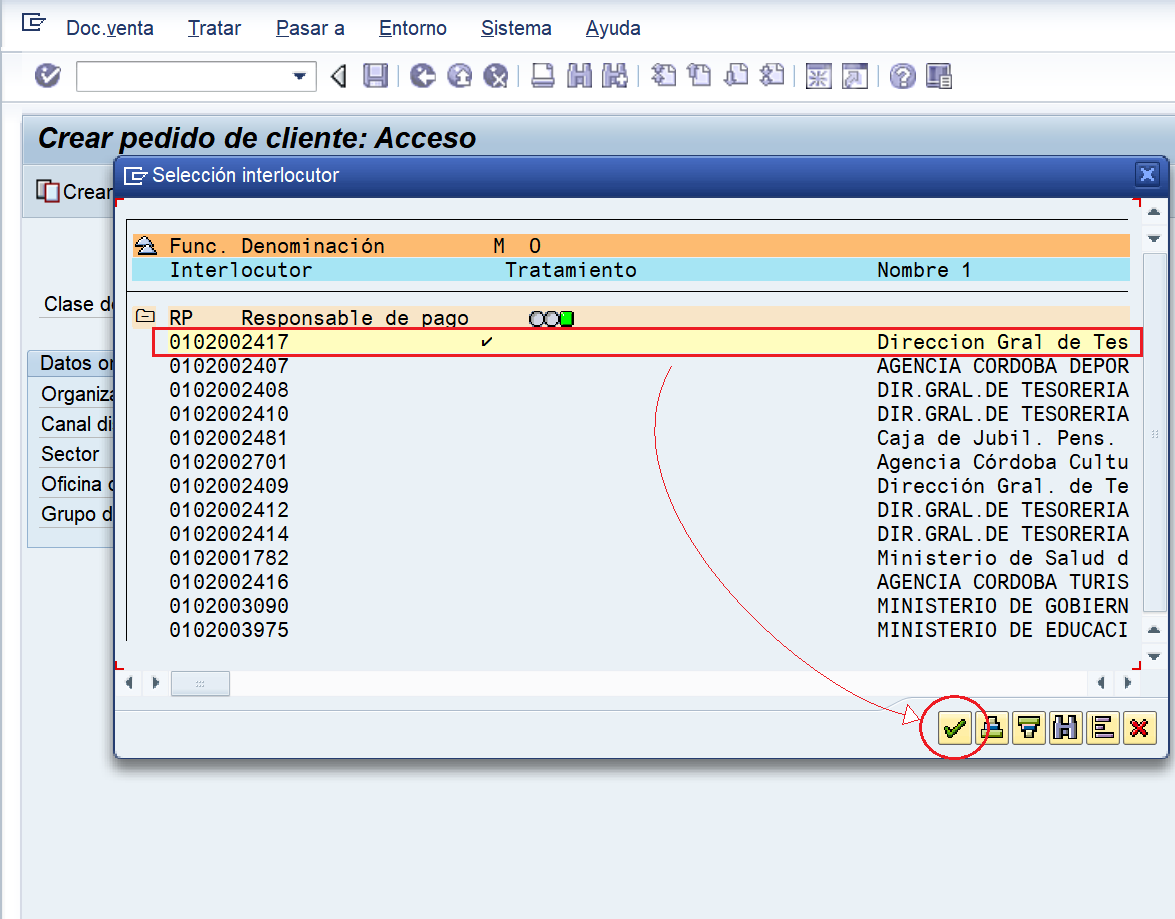 Doc.venta Tratar Pasar a Entorno Sistema Ayuda
Crear pedido de cliente: Acceso
Crear
Selección interlocutor
Func. Denominación M O
Interlocutor Tratamiento Nombre 1
RP Responsable de pago
0102002417 Direccion Gral de Tes
0102002407 AGENCIA CORDOBA DEPOR
0102002408 DIR.GRAL.DE TESORERIA
0102002410 DIR.GRAL.DE TESORERIA
0102002481 Caja de Jubil. Pens.
0102002701 Agencia Córdoba Cultu
0102002409 Dirección Gral. de Te
0102002412 DIR.GRAL.DE TESORERIA
0102002414 DIR.GRAL.DE TESORERIA
0102001782 Ministerio de Salud d
0102002416 AGENCIA CORDOBA TURIS
0102003090 MINISTERIO DE GOBIERN
0102003975 MINISTERIO DE EDUCACI
Clase de
Datos or
Organiza
Canal di
Sector
Oficina
Grupo d